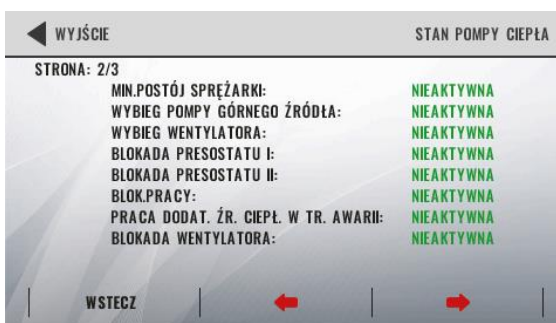 WYJŚCIE STAN POMPY CIEPŁA
STRONA: 2/3
MIN.POSTÓJ SPRĘŻARKI: NIEAKTYWNA
WYBIEG POMPY GÓRNEGO ŹRÓDŁA: NIEAKTYWNA
WYBIEG WENTYLATORA: NIEAKTYWNA
BLOKADA PRESOSTATU I: NIEAKTYWNA
BLOKADA PRESOSTATU II: NIEAKTYWNA
BLOK.PRACY: NIEAKTYWNA
PRACA DODAT. ŹR. CIEPŁ. W TR. AWARII: NIEAKTYWNA
BLOKADA WENTYLATORA: NIEAKTYWNA
WSTECZ